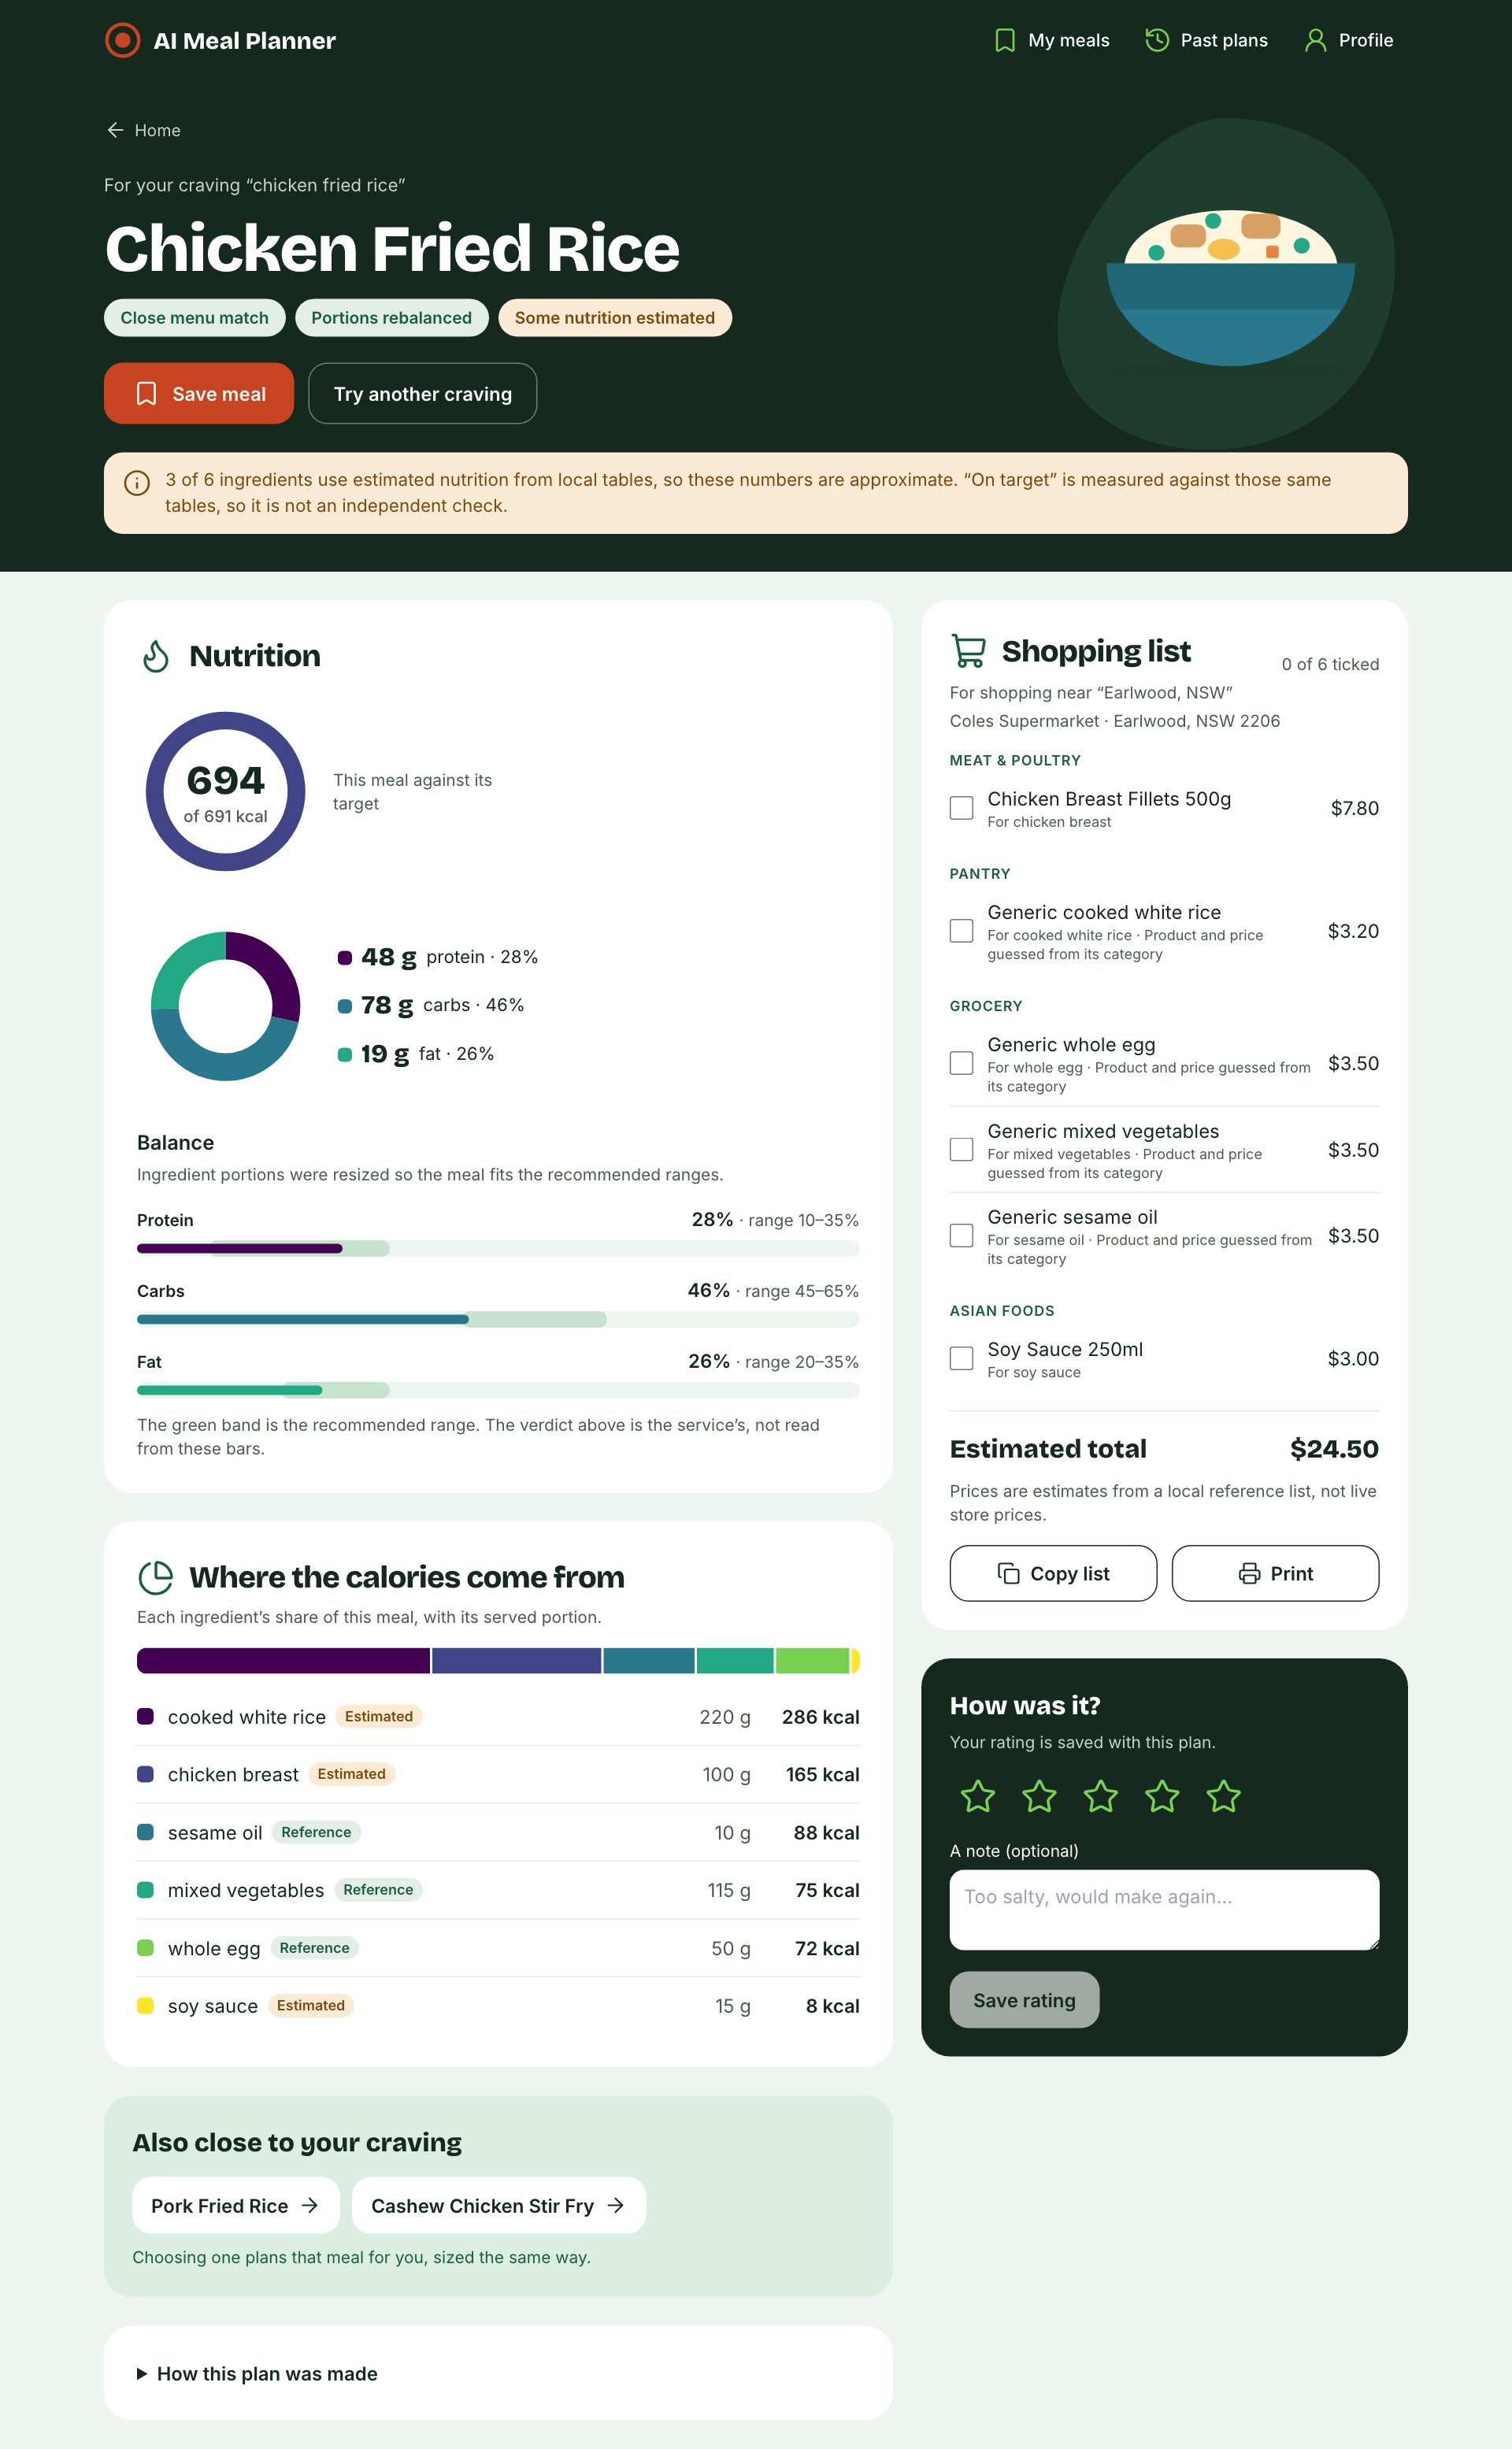 AI Meal Planner
My meals
Past plans
Profile
Home
For your craving “chicken fried rice”
Chicken Fried Rice
Close menu match
Portions rebalanced
Some nutrition estimated
Save meal
Try another craving
3 of 6 ingredients use estimated nutrition from local tables, so these numbers are approximate. “On target” is measured against those same
tables, so it is not an independent check.
Nutrition
694
of 691 kcal
This meal against its
target
48 g protein · 28%
78 g carbs · 46%
19 g fat · 26%
Balance
Ingredient portions were resized so the meal fits the recommended ranges.
Protein
28% · range 10–35%
Carbs
46% · range 45–65%
Fat
26% · range 20–35%
The green band is the recommended range. The verdict above is the service’s, not read
from these bars.
Where the calories come from
Each ingredient’s share of this meal, with its served portion.
cooked white rice Estimated 220 g 286 kcal
chicken breast Estimated 100 g 165 kcal
sesame oil Reference 10 g 88 kcal
mixed vegetables Reference 115 g 75 kcal
whole egg Reference 50 g 72 kcal
soy sauce Estimated 15 g 8 kcal
Also close to your craving
Pork Fried Rice
Cashew Chicken Stir Fry
Choosing one plans that meal for you, sized the same way.
How this plan was made
Shopping list
0 of 6 ticked
For shopping near “Earlwood, NSW”
Coles Supermarket · Earlwood, NSW 2206
MEAT & POULTRY
Chicken Breast Fillets 500g
For chicken breast
$7.80
PANTRY
Generic cooked white rice
For cooked white rice · Product and price
guessed from its category
$3.20
GROCERY
Generic whole egg
For whole egg · Product and price guessed from
its category
$3.50
Generic mixed vegetables
For mixed vegetables · Product and price
guessed from its category
$3.50
Generic sesame oil
For sesame oil · Product and price guessed from
its category
$3.50
ASIAN FOODS
Soy Sauce 250ml
For soy sauce
$3.00
Estimated total
$24.50
Prices are estimates from a local reference list, not live
store prices.
Copy list
Print
How was it?
Your rating is saved with this plan.
A note (optional)
Too salty, would make again...
Save rating